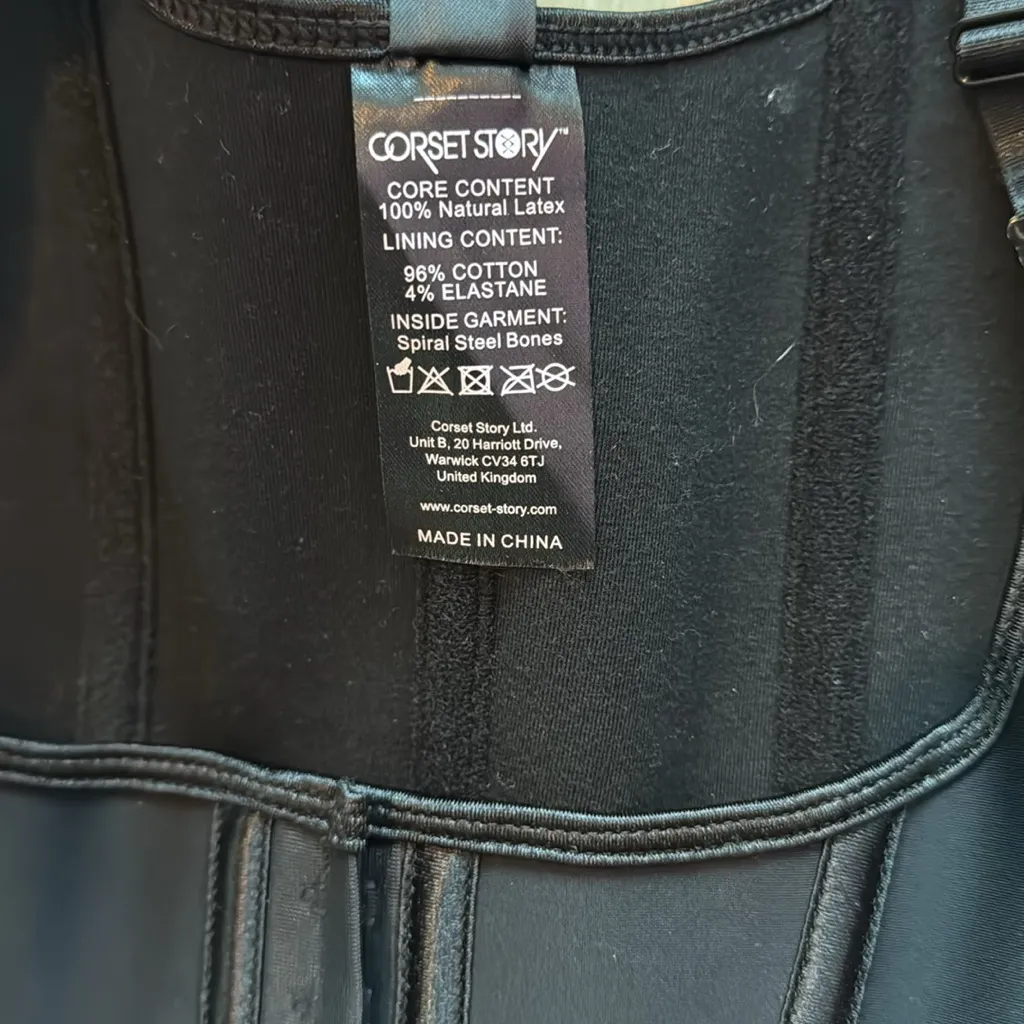 CORSET STORY™
CORE CONTENT
100% Natural Latex
LINING CONTENT:
96% COTTON
4% ELASTANE
INSIDE GARMENT:
Spiral Steel Bones
Corset Story Ltd.
Unit B, 20 Harriott Drive,
Warwick CV34 6TJ
United Kingdom
www.corset-story.com
MADE IN CHINA